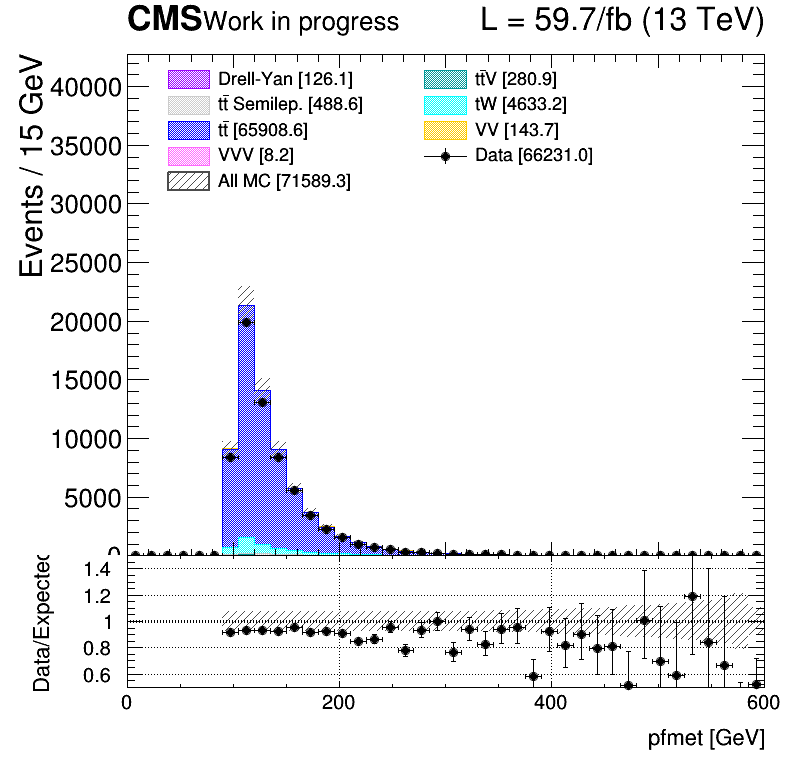 CMS Work in progress L = 59.7/fb (13 TeV)
Events / 15 GeV
Drell-Yan [126.1]
tt̄ Semilep. [488.6]
tt̄ [65908.6]
VVV [8.2]
All MC [71589.3]
tt̄V [280.9]
tW [4633.2]
VV [143.7]
Data [66231.0]
40000
35000
30000
25000
20000
15000
10000
5000
0
Data/Expected
1.4
1.2
1
0.8
0.6
0 200 400 600
pfmet [GeV]